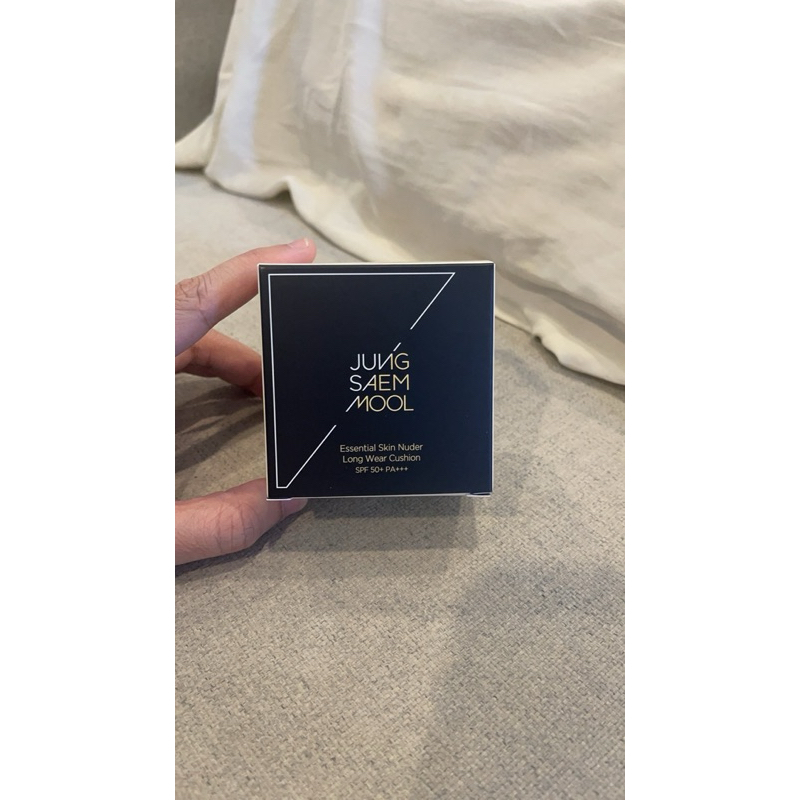 JUNG
SAEM
MOOL
Essential Skin Nuder
Long Wear Cushion
SPF 50+ PA+++